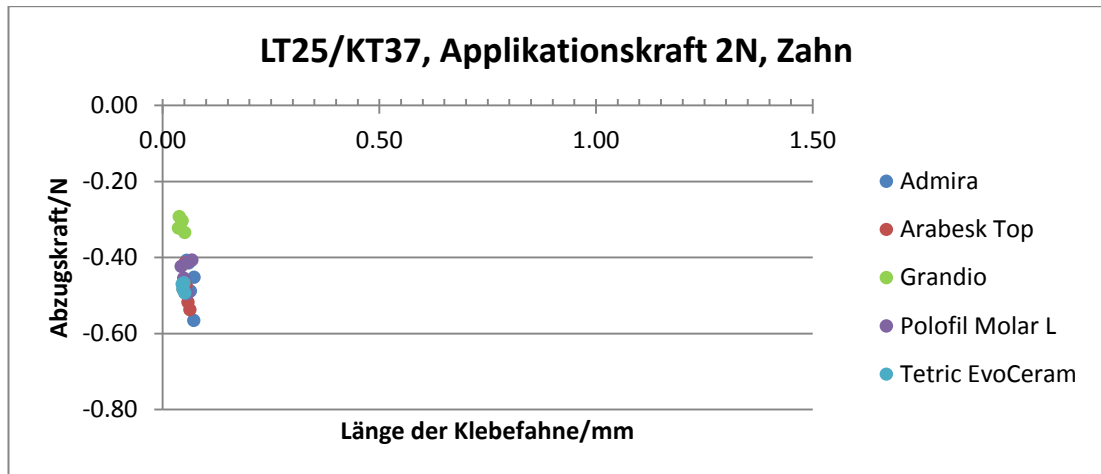 LT25/KT37, Applikationskraft 2N, Zahn
0.00
0.00 0.50 1.00 1.50
-0.20
-0.40
-0.60
-0.80
Abzugskraft/N
Länge der Klebefahne/mm
Admira
Arabesk Top
Grandio
Polofil Molar L
Tetric EvoCeram